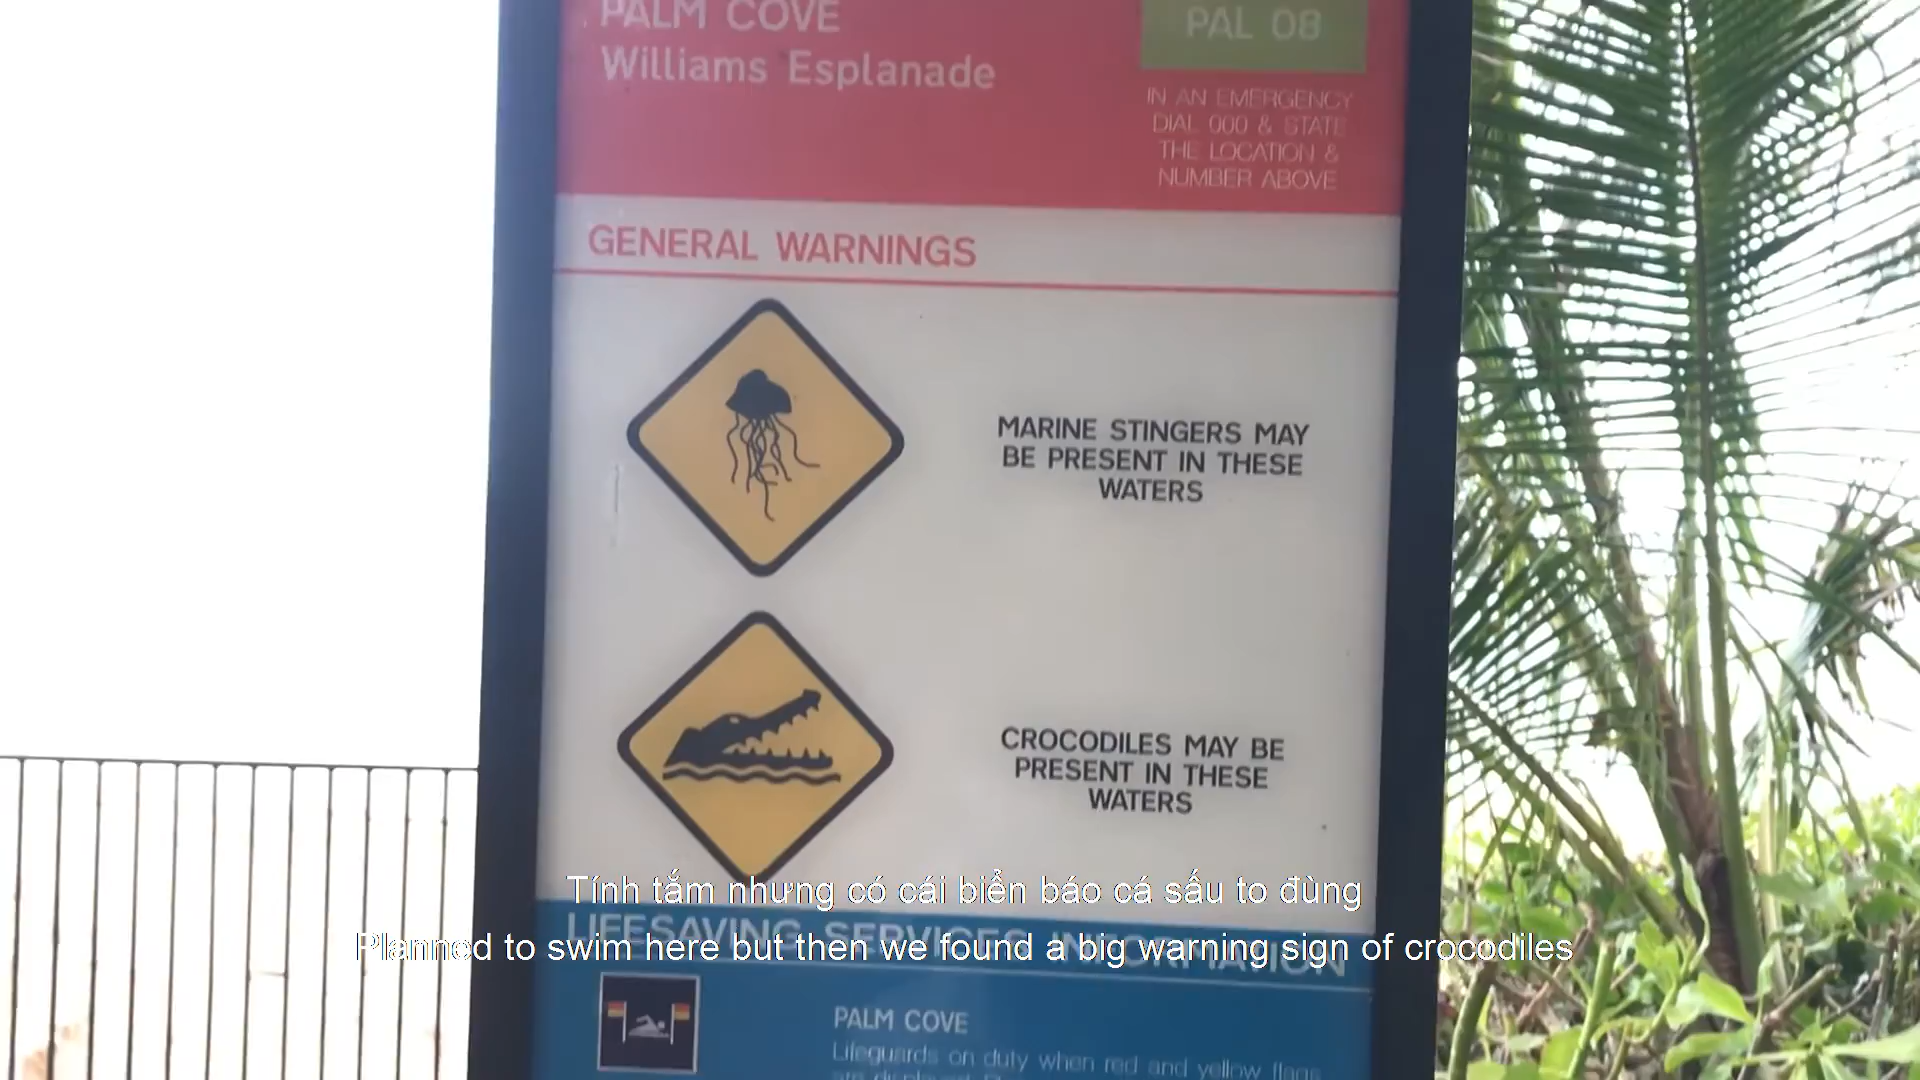 PALM COVE
Williams Esplanade
PAL 08
IN AN EMERGENCY
DIAL 000 & STATE
THE LOCATION &
NUMBER ABOVE
GENERAL WARNINGS
MARINE STINGERS MAY
BE PRESENT IN THESE
WATERS
CROCODILES MAY BE
PRESENT IN THESE
WATERS
Tính tắm nhưng có cái biển báo cá sấu to đùng
LIFESAVING SERVICES INFORMATION
Planned to swim here but then we found a big warning sign of crocodiles
PALM COVE
Lifeguards on duty when red and yellow flags
are displayed